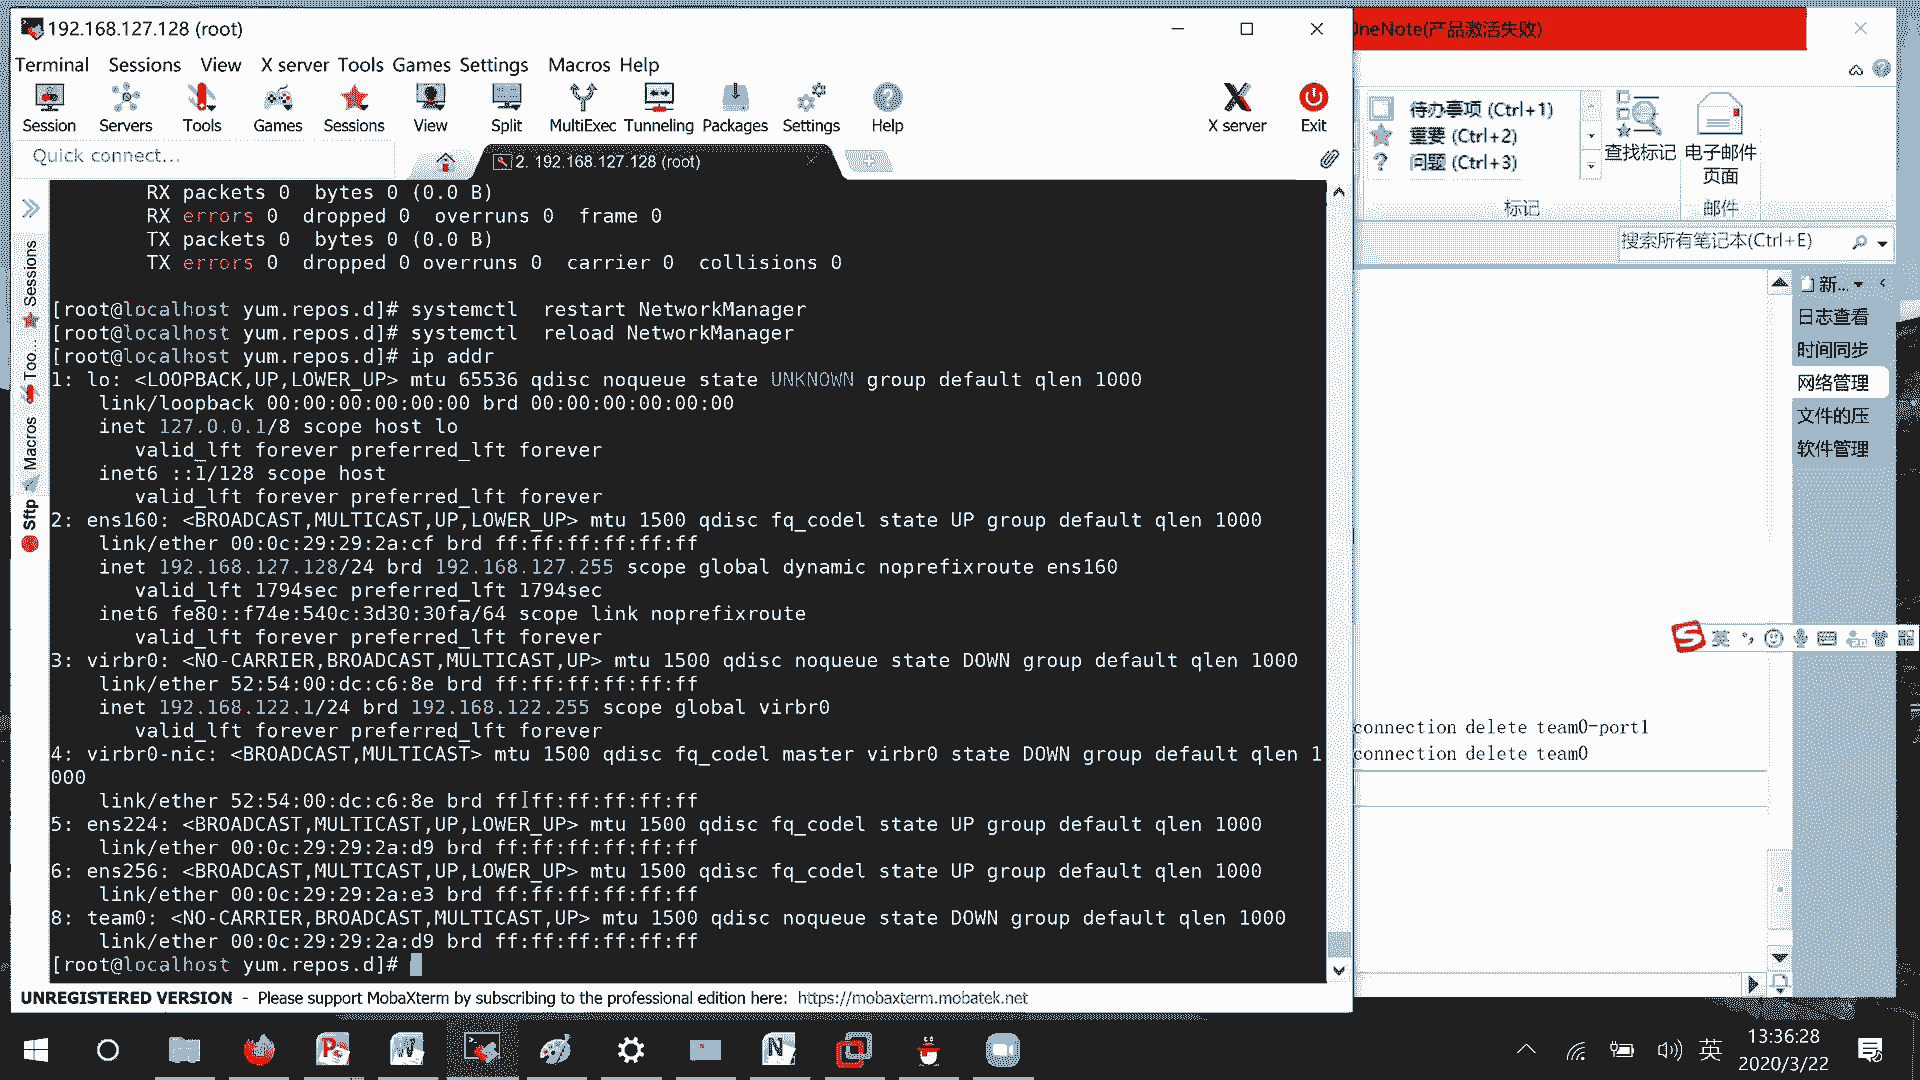 192.168.127.128 (root)
OneNote(产品激活失败)
Terminal Sessions View X server Tools Games Settings Macros Help
Session Servers Tools Games Sessions View Split MultiExec Tunneling Packages Settings Help X server Exit
待办事项 (Ctrl+1)
重要 (Ctrl+2)
问题 (Ctrl+3)
查找标记
电子邮件
页面
标记
邮件
Quick connect...
2. 192.168.127.128 (root)
搜索所有笔记本(Ctrl+E)
Sessions
Too...
Macros
Sftp
RX packets 0 bytes 0 (0.0 B)
RX errors 0 dropped 0 overruns 0 frame 0
TX packets 0 bytes 0 (0.0 B)
TX errors 0 dropped 0 overruns 0 carrier 0 collisions 0
[root@localhost yum.repos.d]# systemctl restart NetworkManager
[root@localhost yum.repos.d]# systemctl reload NetworkManager
[root@localhost yum.repos.d]# ip addr
1: lo: <LOOPBACK,UP,LOWER_UP> mtu 65536 qdisc noqueue state UNKNOWN group default qlen 1000
link/loopback 00:00:00:00:00:00 brd 00:00:00:00:00:00
inet 127.0.0.1/8 scope host lo
valid_lft forever preferred_lft forever
inet6 ::1/128 scope host
valid_lft forever preferred_lft forever
2: ens160: <BROADCAST,MULTICAST,UP,LOWER_UP> mtu 1500 qdisc fq_codel state UP group default qlen 1000
link/ether 00:0c:29:29:2a:cf brd ff:ff:ff:ff:ff:ff
inet 192.168.127.128/24 brd 192.168.127.255 scope global dynamic noprefixroute ens160
valid_lft 1794sec preferred_lft 1794sec
inet6 fe80::f74e:540c:3d30:30fa/64 scope link noprefixroute
valid_lft forever preferred_lft forever
3: virbr0: <NO-CARRIER,BROADCAST,MULTICAST,UP> mtu 1500 qdisc noqueue state DOWN group default qlen 1000
link/ether 52:54:00:dc:c6:8e brd ff:ff:ff:ff:ff:ff
inet 192.168.122.1/24 brd 192.168.122.255 scope global virbr0
valid_lft forever preferred_lft forever
4: virbr0-nic: <BROADCAST,MULTICAST> mtu 1500 qdisc fq_codel master virbr0 state DOWN group default qlen 1
000
link/ether 52:54:00:dc:c6:8e brd ff:ff:ff:ff:ff:ff
5: ens224: <BROADCAST,MULTICAST,UP,LOWER_UP> mtu 1500 qdisc fq_codel state UP group default qlen 1000
link/ether 00:0c:29:29:2a:d9 brd ff:ff:ff:ff:ff:ff
6: ens256: <BROADCAST,MULTICAST,UP,LOWER_UP> mtu 1500 qdisc fq_codel state UP group default qlen 1000
link/ether 00:0c:29:29:2a:e3 brd ff:ff:ff:ff:ff:ff
8: team0: <NO-CARRIER,BROADCAST,MULTICAST,UP> mtu 1500 qdisc noqueue state DOWN group default qlen 1000
link/ether 00:0c:29:29:2a:d9 brd ff:ff:ff:ff:ff:ff
[root@localhost yum.repos.d]#
新...
日志查看
时间同步
网络管理
文件的压
软件管理
英
connection delete team0-port1
connection delete team0
UNREGISTERED VERSION - Please support MobaXterm by subscribing to the professional edition here: https://mobaxterm.mobatek.net
英
13:36:28
2020/3/22